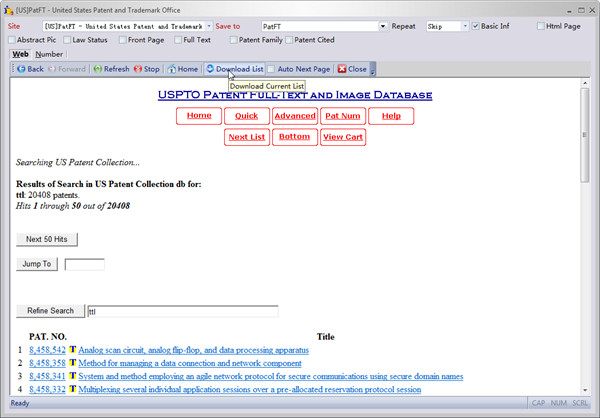 [US]PatFT - United States Patent and Trademark Office
Site [US]PatFT - United States Patent and Trademark Save to PatFT Repeat Skip Basic Inf Html Page
Abstract Pic Law Status Front Page Full Text Patent Family Patent Cited
Web Number
Back Forward Refresh Stop Home Download List Auto Next Page Close
Download Current List
USPTO Patent Full-Text and Image Database
Home Quick Advanced Pat Num Help
Next List Bottom View Cart
Searching US Patent Collection...
Results of Search in US Patent Collection db for:
ttl: 20408 patents.
Hits 1 through 50 out of 20408
Next 50 Hits
Jump To
Refine Search ttl
PAT. NO. Title
1 8,458,542 T Analog scan circuit, analog flip-flop, and data processing apparatus
2 8,458,358 T Method for managing a data connection and network component
3 8,458,341 T System and method employing an agile network protocol for secure communications using secure domain names
4 8,458,332 T Multiplexing several individual application sessions over a pre-allocated reservation protocol session
Ready CAP NUM SCRL